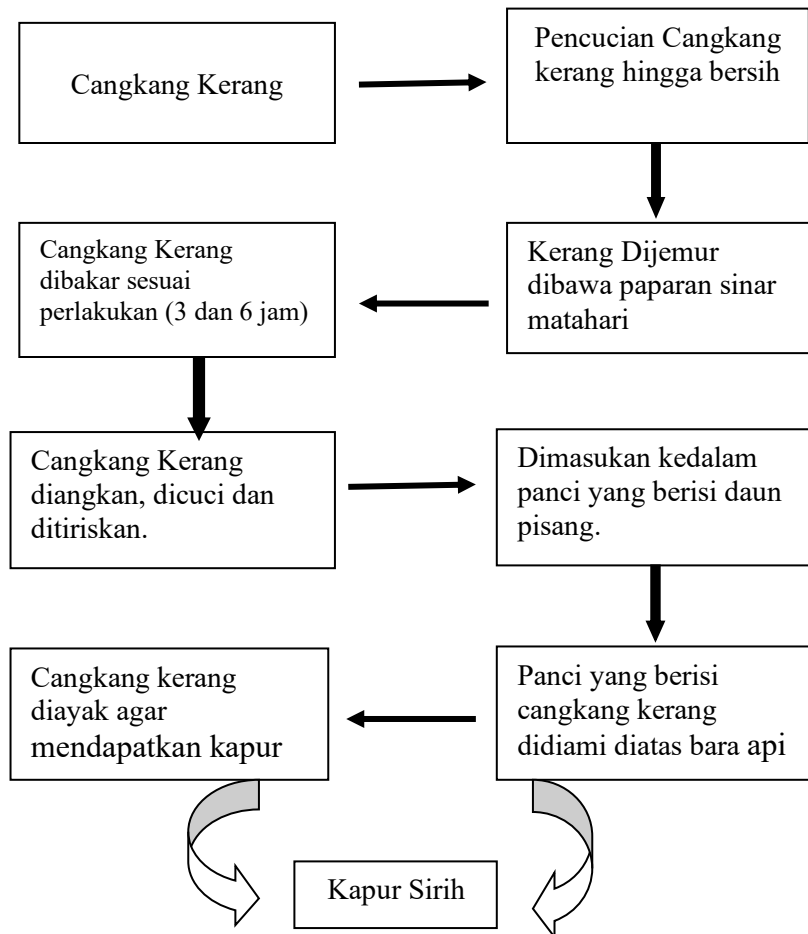 Cangkang Kerang
Pencucian Cangkang
kerang hingga bersih
Kerang Dijemur
dibawa paparan sinar
matahari
Cangkang Kerang
dibakar sesuai
perlakukan (3 dan 6 jam)
Cangkang Kerang
diangkan, dicuci dan
ditiriskan.
Dimasukan kedalam
panci yang berisi daun
pisang.
Panci yang berisi
cangkang kerang
didiami diatas bara api
Cangkang kerang
diayak agar
mendapatkan kapur
Kapur Sirih